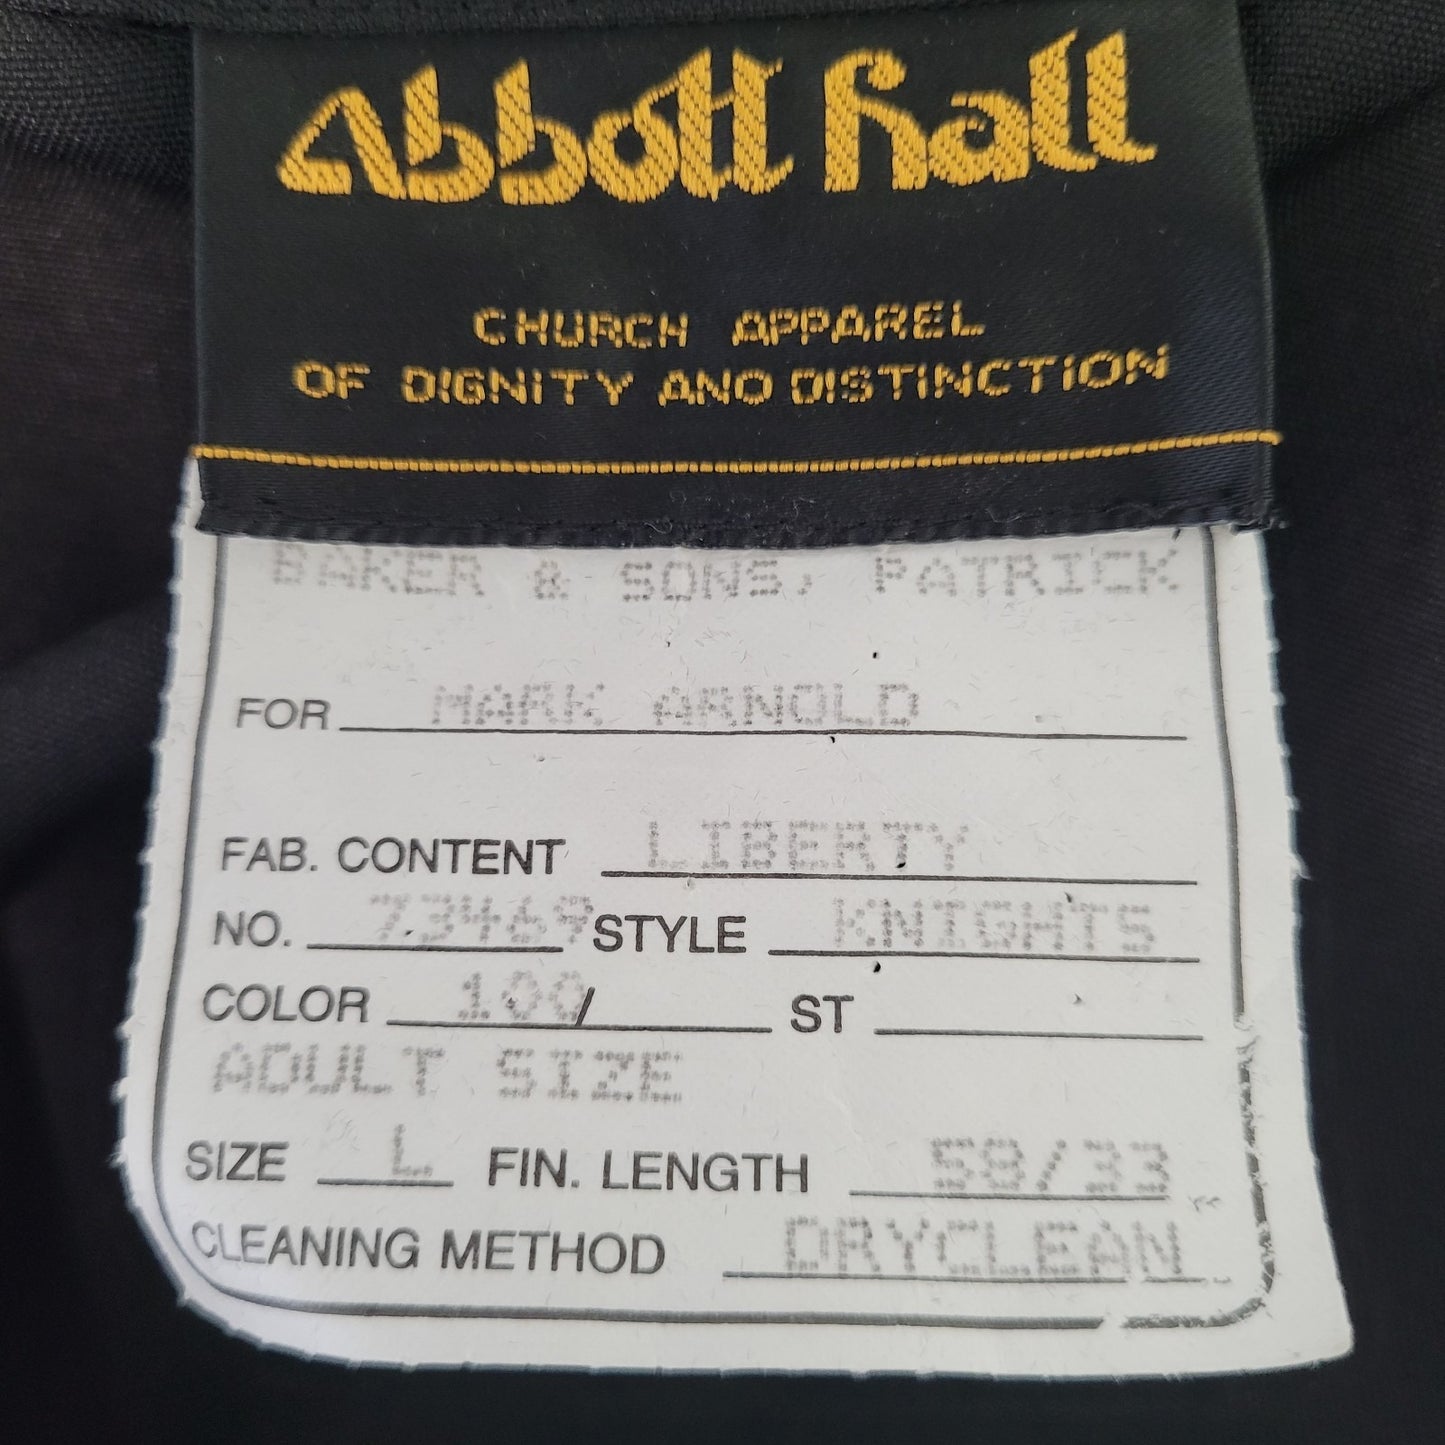 Abbott Hall
CHURCH APPAREL
OF DIGNITY AND DISTINCTION
BAKER & SONS, PATRICK
FOR MARK ARNOLD
FAB. CONTENT LIBERTY
NO. 23467 STYLE KNIGHTS
COLOR 100/ ST
ADULT SIZE
SIZE L FIN. LENGTH 58/33
CLEANING METHOD DRYCLEAN